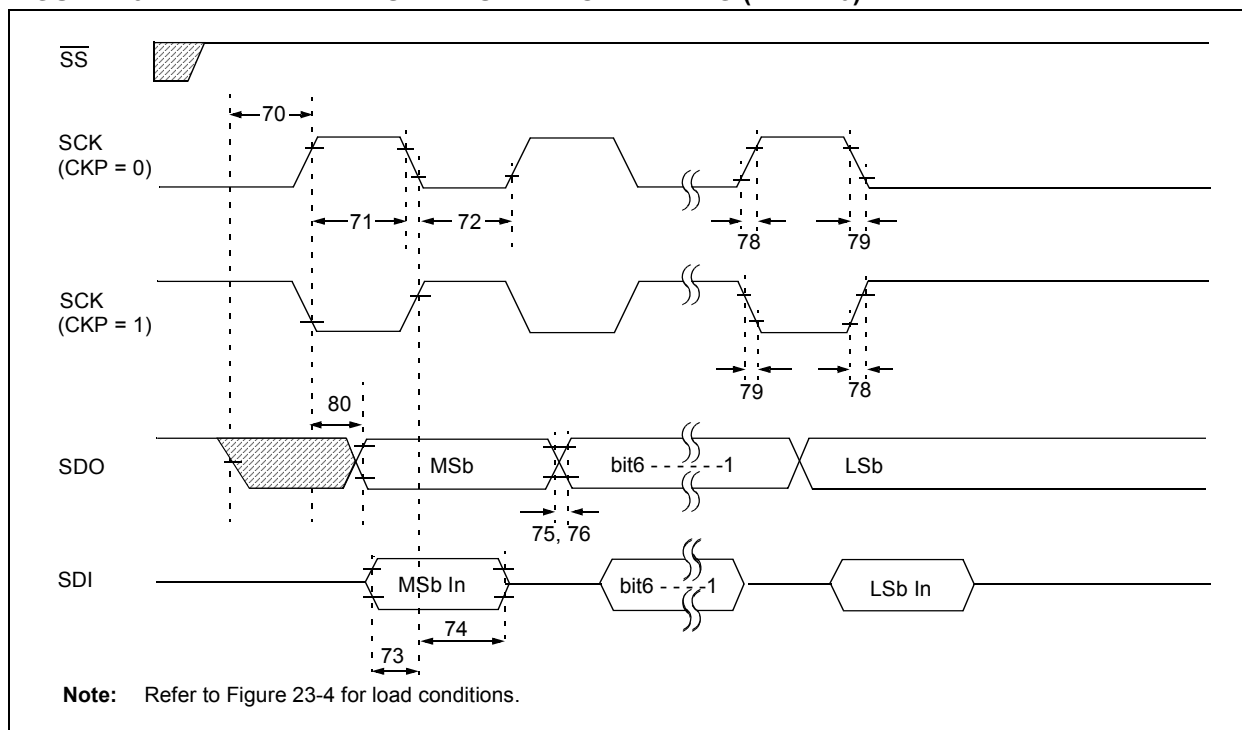 SS
70
SCK
(CKP = 0)
71
72
78
79
SCK
(CKP = 1)
79
78
80
SDO
MSb
bit6 - - - - - - -1
LSb
75, 76
SDI
MSb In
bit6 - - - - -1
LSb In
74
73
Note: Refer to Figure 23-4 for load conditions.